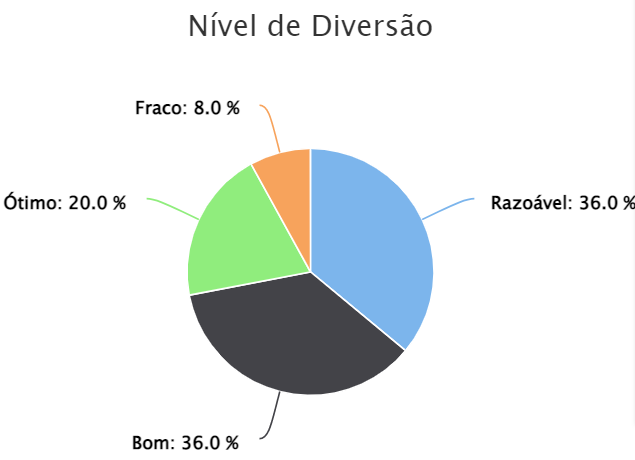 Nível de Diversão
Fraco: 8.0 %
Ótimo: 20.0 %
Razoável: 36.0 %
Bom: 36.0 %